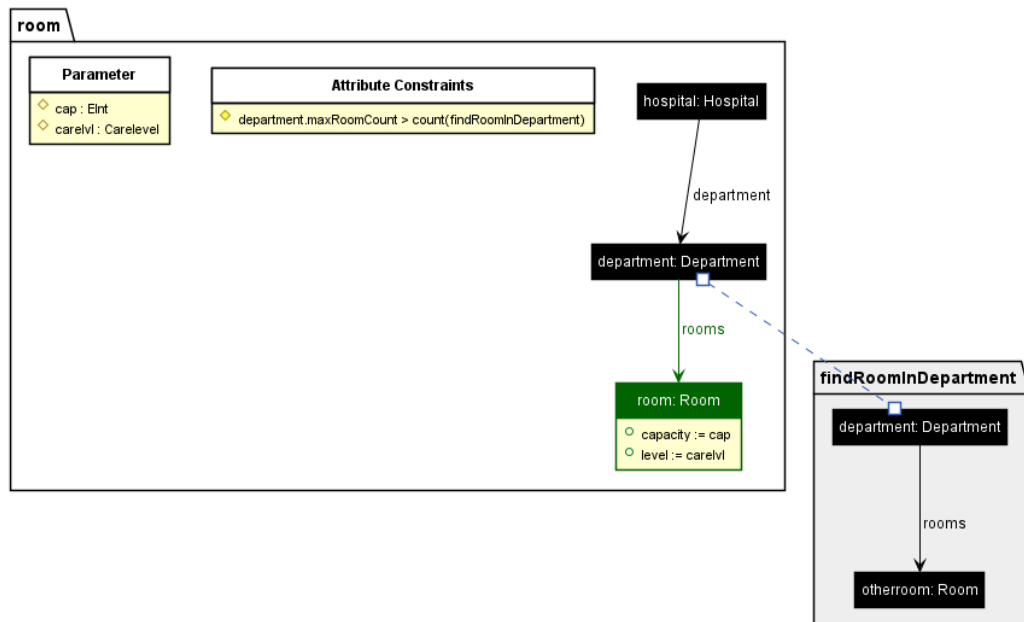 room
Parameter
cap : EInt
carelvl : Carelevel
Attribute Constraints
department.maxRoomCount > count(findRoomInDepartment)
hospital: Hospital
department
department: Department
rooms
room: Room
capacity := cap
level := carelvl
findRoomInDepartment
department: Department
rooms
otherroom: Room